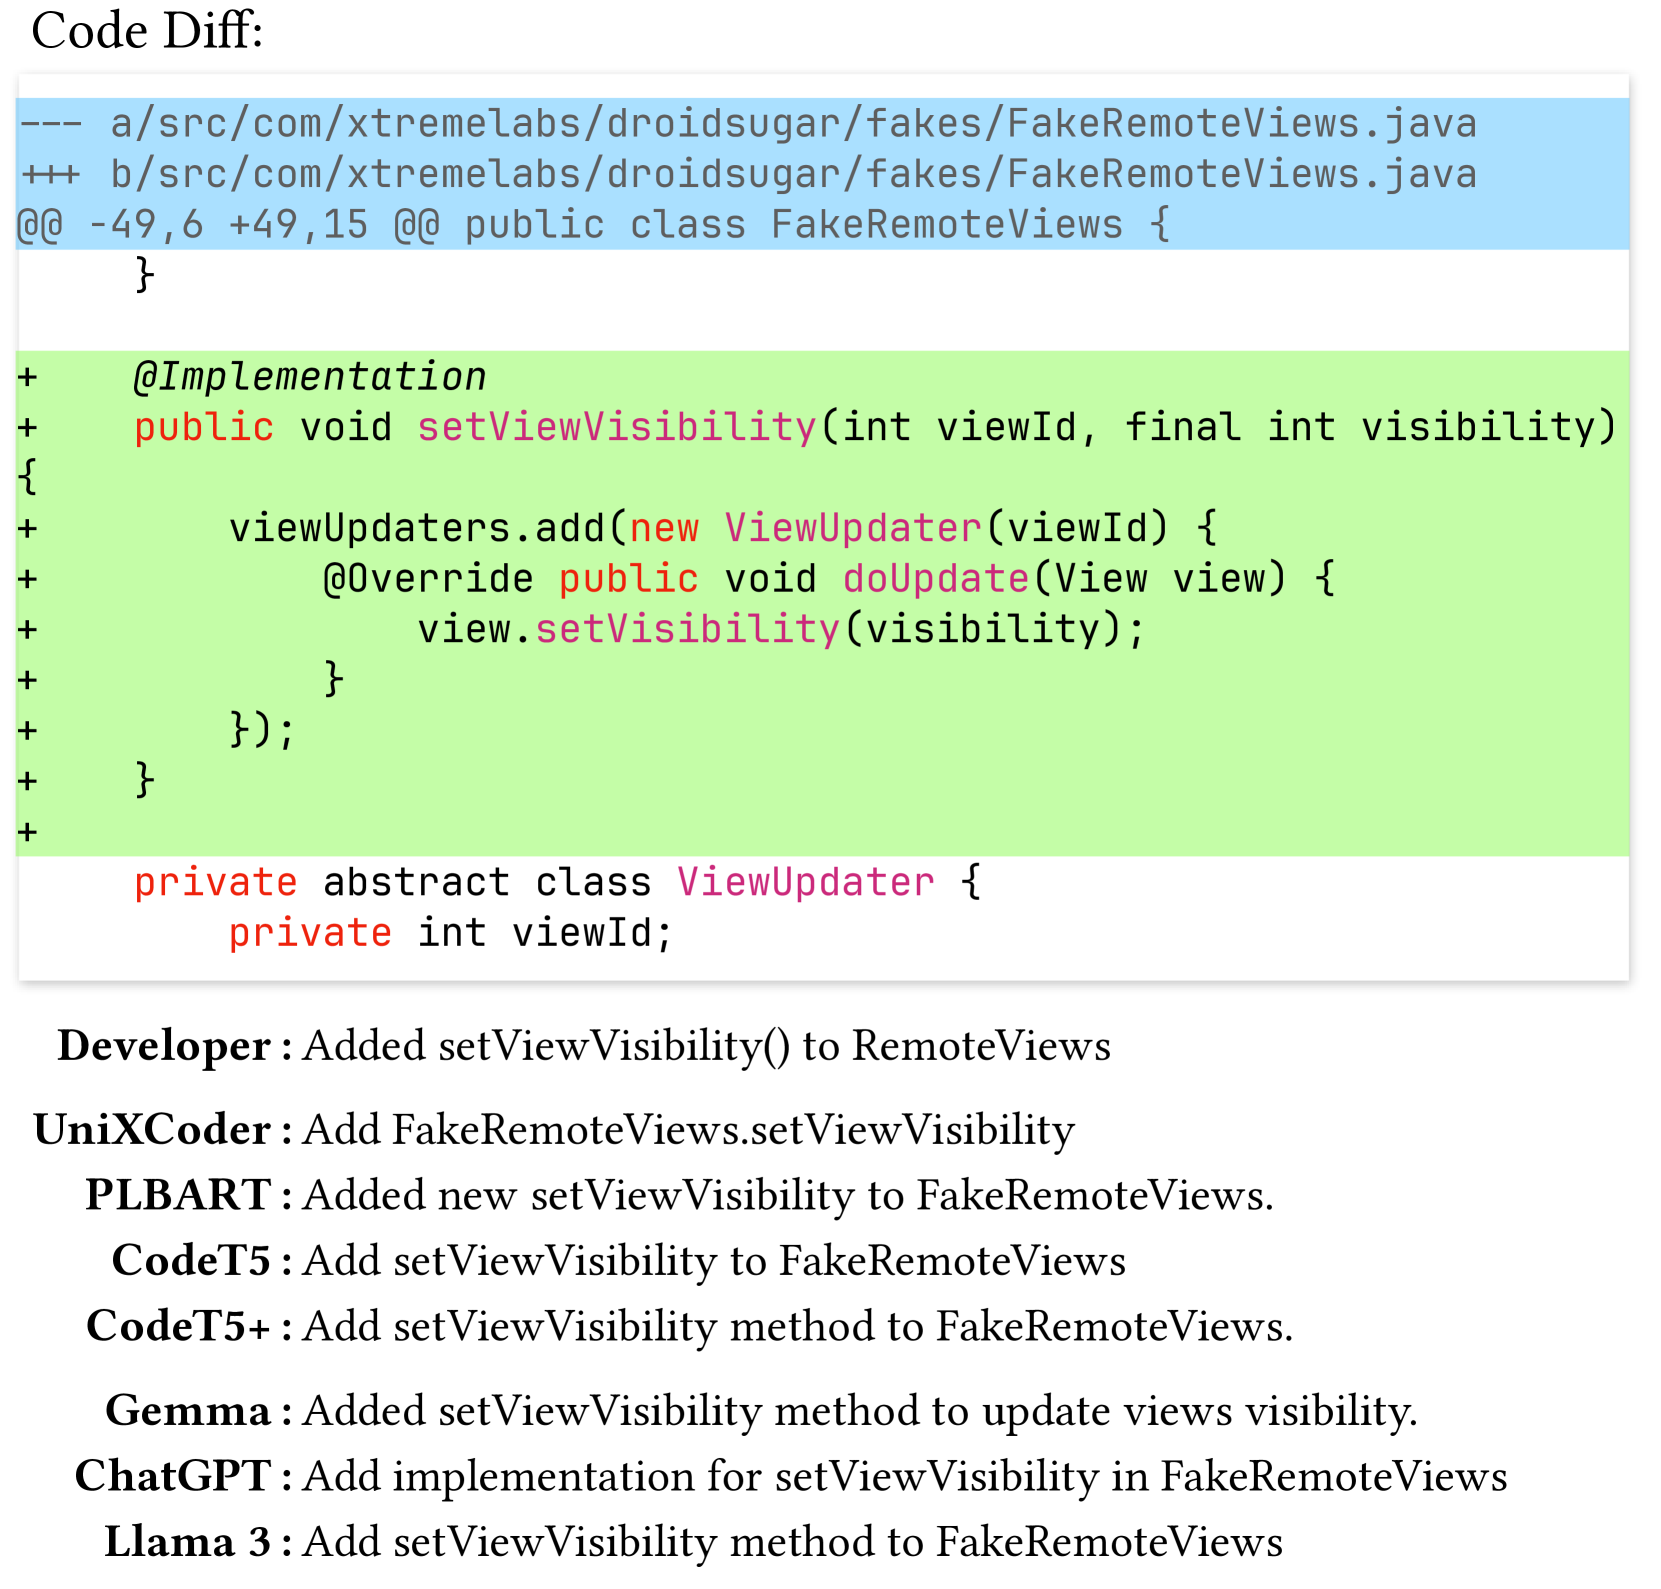 Code Diff:
--- a/src/com/xtremelabs/droidsugar/fakes/FakeRemoteViews.java
+++ b/src/com/xtremelabs/droidsugar/fakes/FakeRemoteViews.java
@@ -49,6 +49,15 @@ public class FakeRemoteViews {
     }
+    @Implementation
+    public void setViewVisibility(int viewId, final int visibility)
{
+        viewUpdaters.add(new ViewUpdater(viewId) {
+            @Override public void doUpdate(View view) {
+                view.setVisibility(visibility);
+            }
+        });
+    }
+
     private abstract class ViewUpdater {
         private int viewId;
Developer : Added setViewVisibility() to RemoteViews
UniXCoder : Add FakeRemoteViews.setViewVisibility
PLBART : Added new setViewVisibility to FakeRemoteViews.
CodeT5 : Add setViewVisibility to FakeRemoteViews
CodeT5+ : Add setViewVisibility method to FakeRemoteViews.
Gemma : Added setViewVisibility method to update views visibility.
ChatGPT : Add implementation for setViewVisibility in FakeRemoteViews
Llama 3 : Add setViewVisibility method to FakeRemoteViews